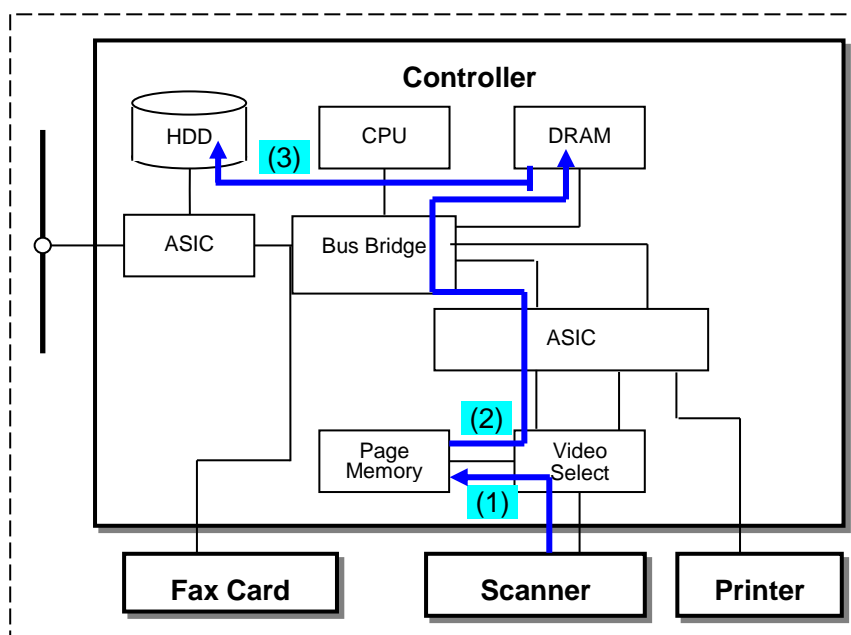 Controller
HDD
CPU
DRAM
(3)
ASIC
Bus Bridge
ASIC
(2)
Page
Memory
Video
Select
(1)
Fax Card
Scanner
Printer